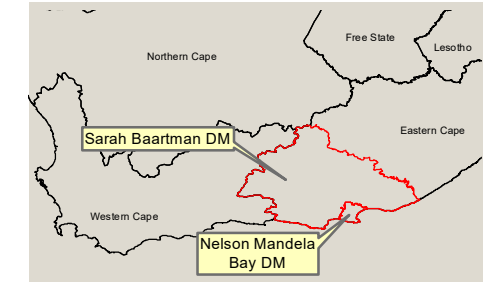 Free State
Lesotho
Northern Cape
Eastern Cape
Sarah Baartman DM
Western Cape
Nelson Mandela
Bay DM